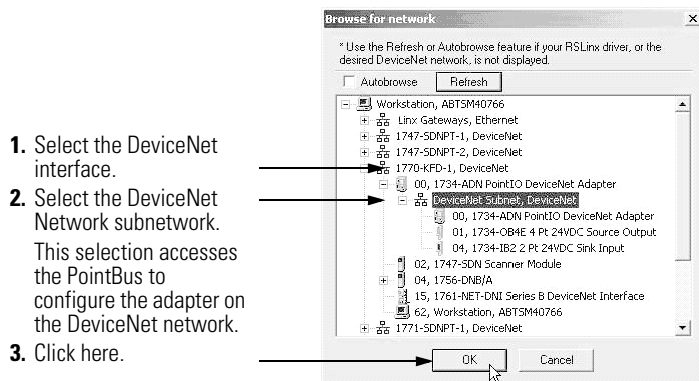 Browse for network
* Use the Refresh or Autobrowse feature if your RSLinx driver, or the
desired DeviceNet network, is not displayed.
Autobrowse
Refresh
Workstation, ABTSM40766
Linx Gateways, Ethernet
1747-SDNPT-1, DeviceNet
1747-SDNPT-2, DeviceNet
1770-KFD-1, DeviceNet
00, 1734-ADN PointIO DeviceNet Adapter
DeviceNet Subnet, DeviceNet
00, 1734-ADN PointIO DeviceNet Adapter
01, 1734-OB4E 4 Pt 24VDC Source Output
04, 1734-IB2 2 Pt 24VDC Sink Input
02, 1747-SDN Scanner Module
04, 1756-DNB/A
15, 1761-NET-DNI Series B DeviceNet Interface
62, Workstation, ABTSM40766
1771-SDNPT-1, DeviceNet
OK
Cancel
1. Select the DeviceNet
interface.
2. Select the DeviceNet
Network subnetwork.
This selection accesses
the PointBus to
configure the adapter on
the DeviceNet network.
3. Click here.